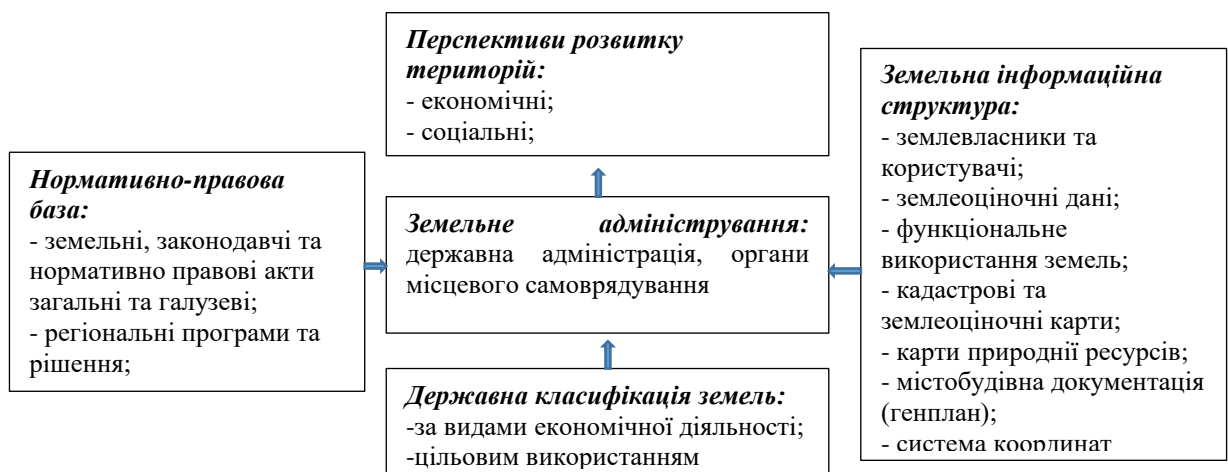 Перспективи розвитку
територій:
- економічні;
- соціальні;
Нормативно-правова
база:
- земельні, законодавчі та
нормативно правові акти
загальні та галузеві;
- регіональні програми та
рішення;
Земельне адміністрування:
державна адміністрація, органи
місцевого самоврядування
Державна класифікація земель:
-за видами економічної діяльності;
-цільовим використанням
Земельна інформаційна
структура:
- землевласники та
користувачі;
- землеоціночні дані;
- функціональне
використання земель;
- кадастрові та
землеоціночні карти;
- карти природнії ресурсів;
- містобудівна документація
(генплан);
- система координат